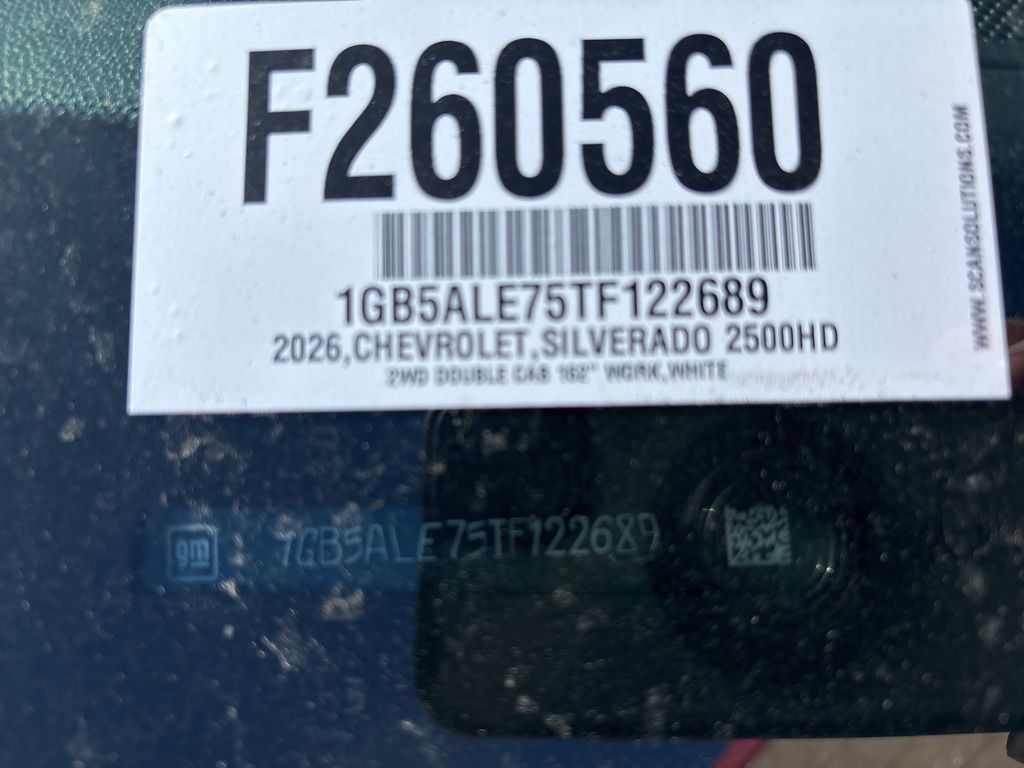 F260560
1GB5ALE75TF122689
2026,CHEVROLET,SILVERADO 2500HD
2WD DOUBLE CAB 162" WORK,WHITE
WWW.SCANSOLUTIONS.COM
gm 1GB5ALE75TF122689